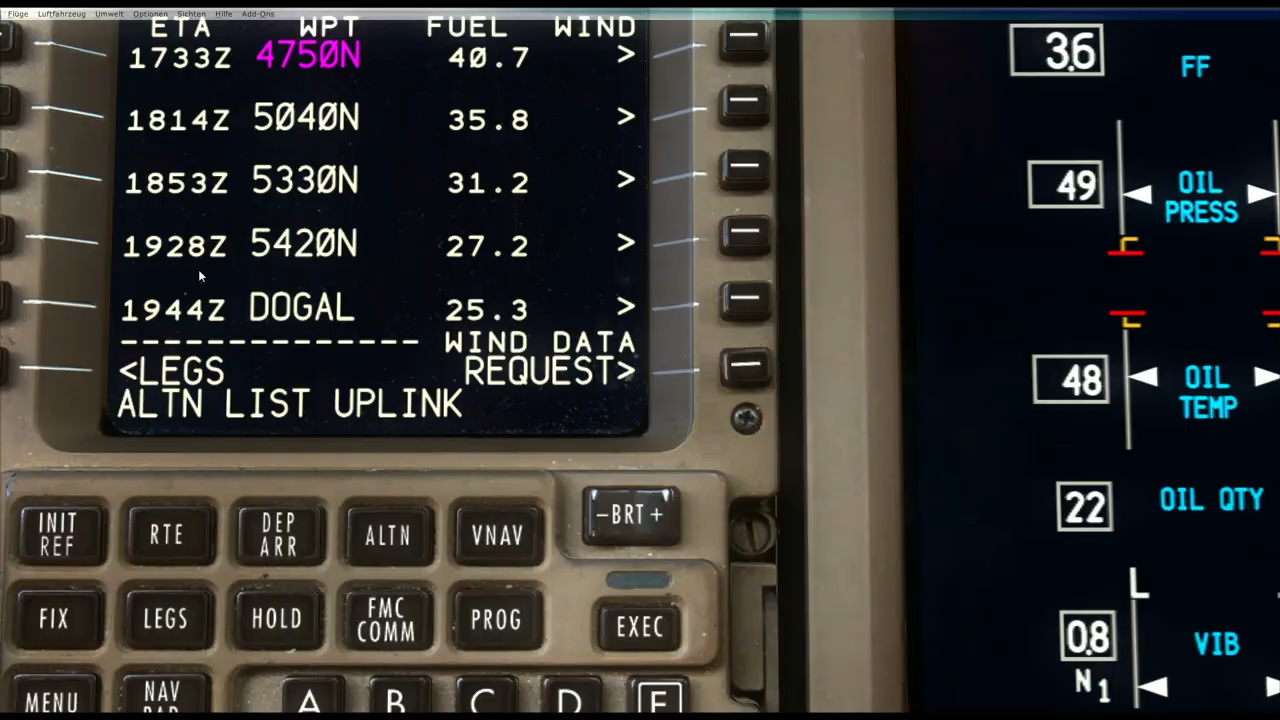 Flüge Luftfahrzeug Umwelt Optionen Sichten Hilfe Add-Ons
ETA WPT FUEL WIND
1733Z 4750N 40.7 >
1814Z 5040N 35.8 >
1853Z 5330N 31.2 >
1928Z 5420N 27.2 >
1944Z DOGAL 25.3 >
-------------- WIND DATA
<LEGS REQUEST>
ALTN LIST UPLINK
INIT REF
RTE
DEP ARR
ALTN
VNAV
-BRT+
FIX
LEGS
HOLD
FMC COMM
PROG
EXEC
MENU
NAV
A
B
C
D
E
3.6 FF
49 OIL PRESS
48 OIL TEMP
22 OIL QTY
L
0.8 VIB
N1